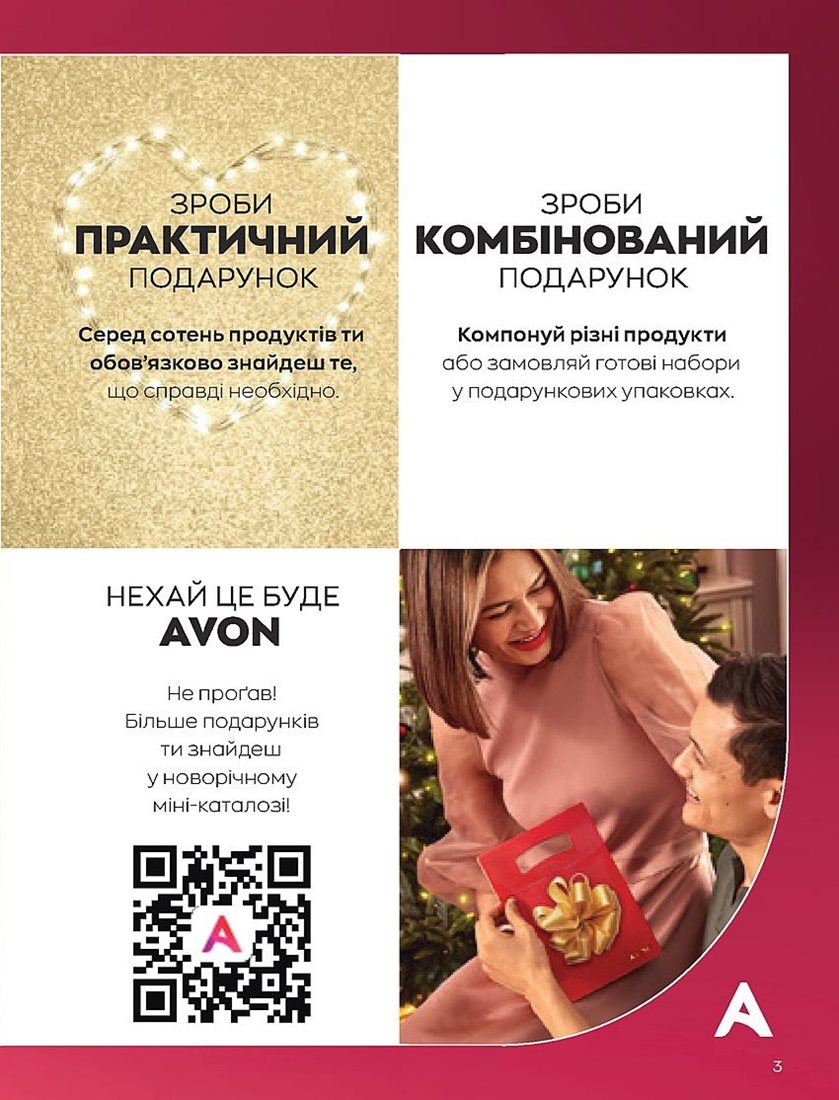 ЗРОБИ
ПРАКТИЧНИЙ
ПОДАРУНОК
Серед сотень продуктів ти
обов’язково знайдеш те,
що справді необхідно.
ЗРОБИ
КОМБІНОВАНИЙ
ПОДАРУНОК
Компонуй різні продукти
або замовляй готові набори
у подарункових упаковках.
НЕХАЙ ЦЕ БУДЕ
AVON
Не проґав!
Більше подарунків
ти знайдеш
у новорічному
міні-каталозі!
3